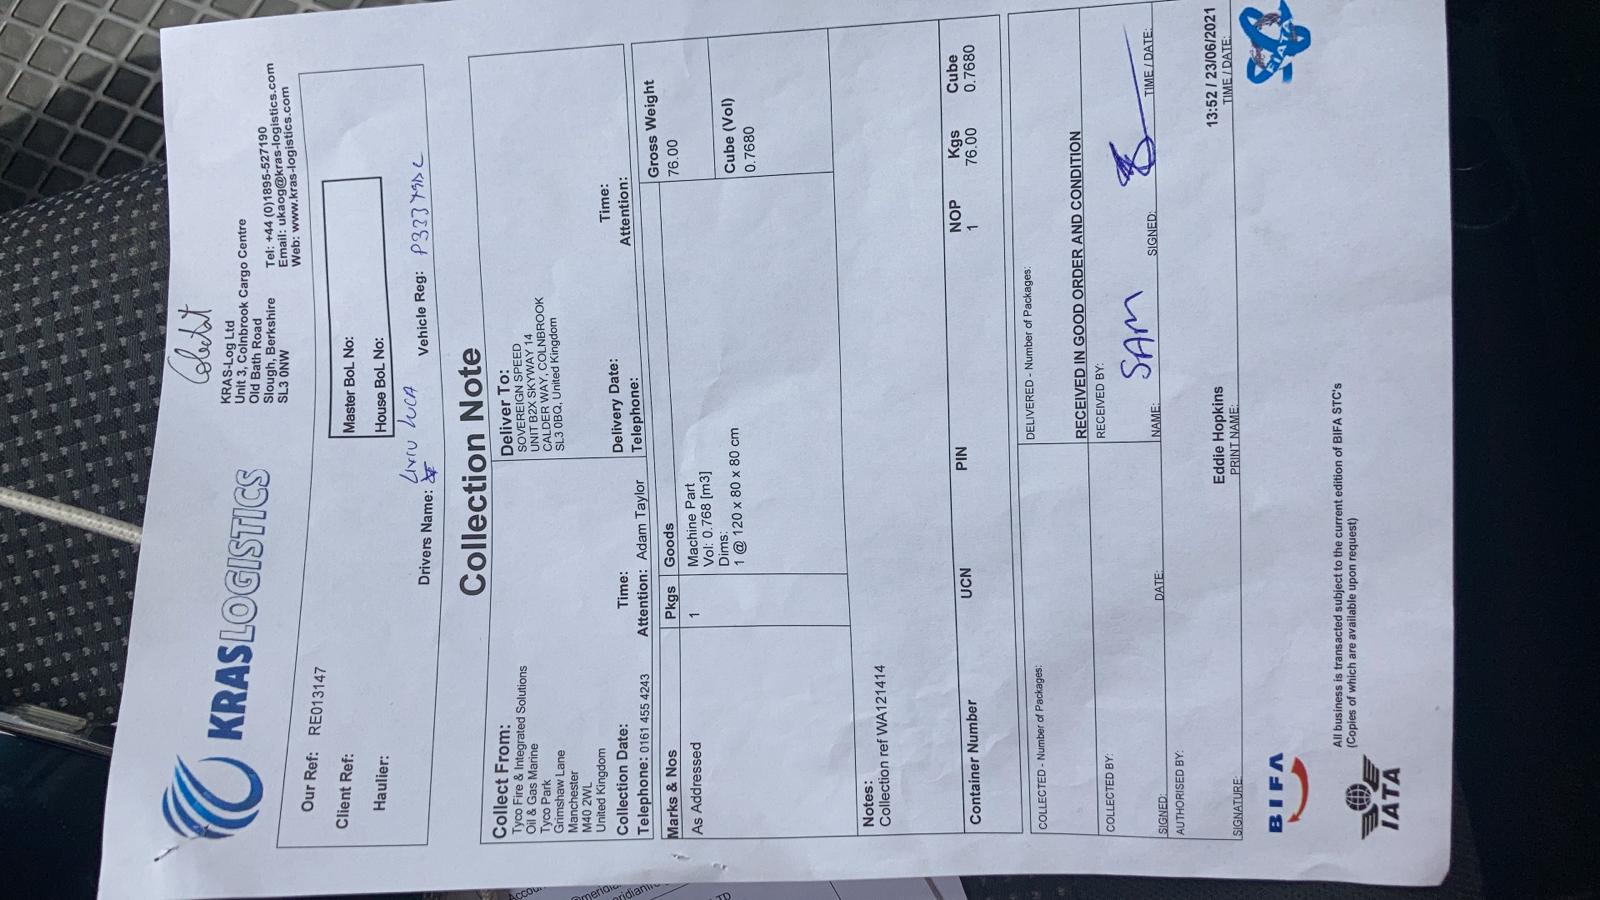 Colectat
KRASLOGISTICS
KRAS-Log Ltd
Unit 3, Colnbrook Cargo Centre
Old Bath Road
Slough, Berkshire
SL3 0NW
Tel: +44 (0)1895-527190
Email: ukaog@kras-logistics.com
Web: www.kras-logistics.com
Our Ref: RE013147
Client Ref:
Haulier:
Master BoL No:
House BoL No:
Drivers Name: LIVIU LUCA Vehicle Reg:
Collection Note
Collect From:
Tyco Fire & Integrated Solutions
Oil & Gas Marine
Tyco Park
Grimshaw Lane
Manchester
M40 2WL
United Kingdom
Collection Date: Time:
Telephone: 0161 455 4243 Attention: Adam Taylor
Deliver To:
SOVEREIGN SPEED
UNIT B2X SKYWAY 14
CALDER WAY, COLNBROOK
SL3 0BQ, United Kingdom
Delivery Date: Time:
Telephone: Attention:
Marks & Nos Pkgs Goods Gross Weight
As Addressed 1 Machine Part 76.00
Vol: 0.768 [m3]
Dims: Cube (Vol)
1 @ 120 x 80 x 80 cm 0.7680
Notes:
Collection ref WA121414
Container Number UCN PIN NOP Kgs Cube
1 76.00 0.7680
COLLECTED - Number of Packages: DELIVERED - Number of Packages:
RECEIVED IN GOOD ORDER AND CONDITION
COLLECTED BY: RECEIVED BY:
SAM
SIGNED: DATE: NAME: SIGNED: TIME / DATE:
AUTHORISED BY:
Eddie Hopkins 13:52 / 23/06/2021
SIGNATURE: PRINT NAME: TIME / DATE:
BIFA
FIATA
IATA
All business is transacted subject to the current edition of BIFA STC's
(Copies of which are available upon request)